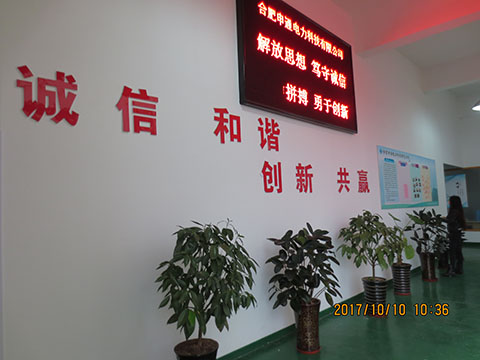 合肥申通电力科技有限公司
解放思想 笃守诚信
拼搏 勇于创新
诚信 和谐
创新 共赢
2017/10/10 10:36